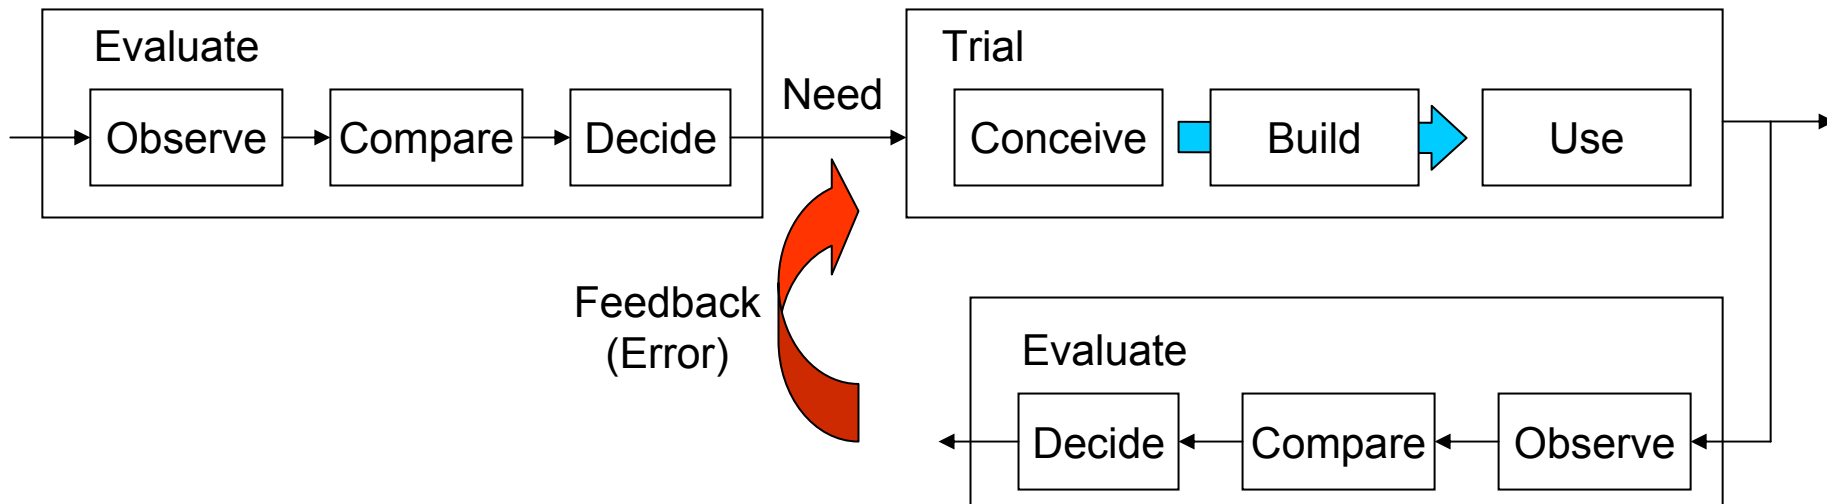 Evaluate
Observe
Compare
Decide
Need
Trial
Conceive
Build
Use
Feedback
(Error)
Evaluate
Decide
Compare
Observe